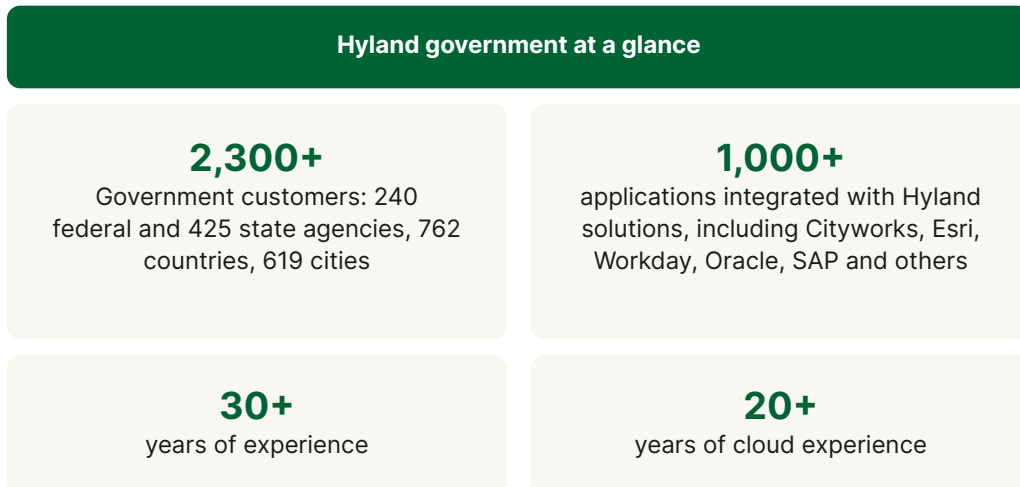 Hyland government at a glance
2,300+
Government customers: 240
federal and 425 state agencies, 762
countries, 619 cities
1,000+
applications integrated with Hyland
solutions, including Cityworks, Esri,
Workday, Oracle, SAP and others
30+
years of experience
20+
years of cloud experience